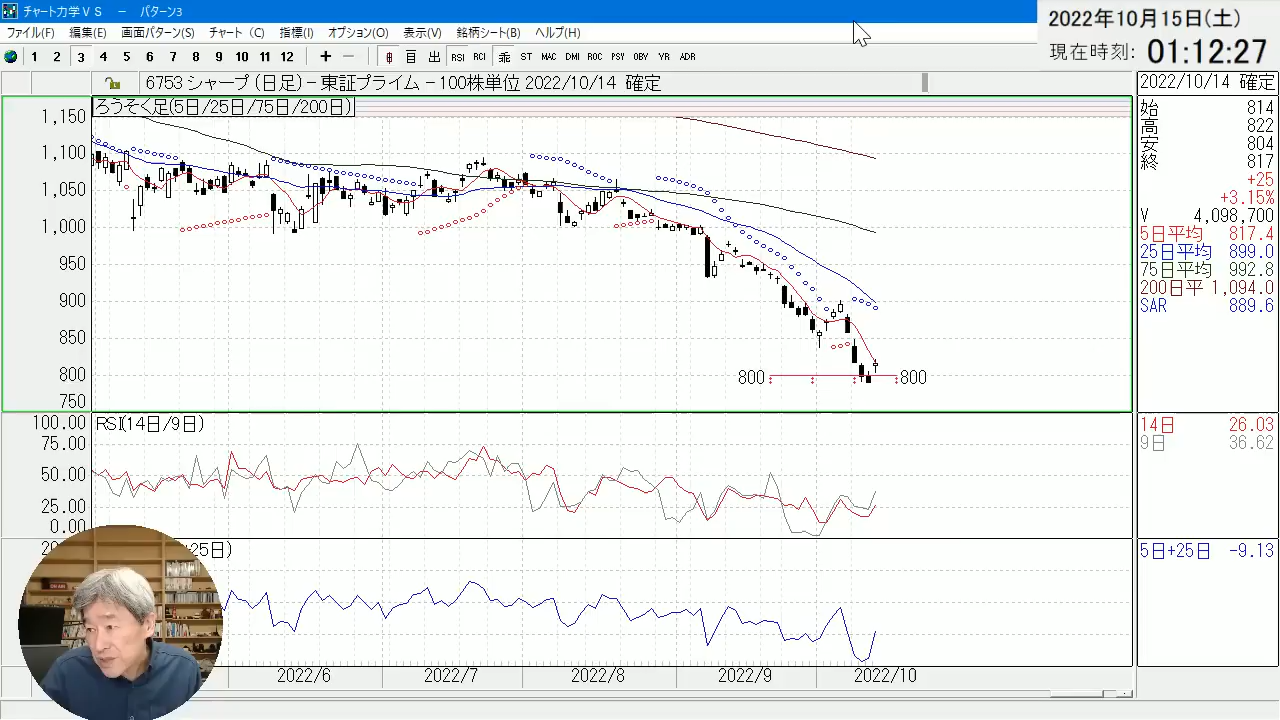 チャート力学ＶＳ － パターン3
2022年10月15日(土)
現在時刻: 01:12:27
ファイル(F) 編集(E) 画面パターン(S) チャート (C) 指標(I) オプション(O) 表示(V) 銘柄シート(B) ヘルプ(H)
1 2 3 4 5 6 7 8 9 10 11 12 + － 日 出 RSI RCI 乖 ST MAC DMI ROC PSY OBV YR ADR
6753 シャープ (日足)－東証プライム －100株単位 2022/10/14 確定
2022/10/14 確定
ろうそく足(5日/25日/75日/200日)
1,150
1,100
1,050
1,000
950
900
850
800
750
800
800
始 814
高 822
安 804
終 817
+25
+3.15%
V 4,098,700
5日平均 817.4
25日平均 899.0
75日平均 992.8
200日平 1,094.0
SAR 889.6
RSI(14日/9日)
100.00
75.00
50.00
25.00
0.00
14日 26.03
9日 36.62
25日)
5日+25日 -9.13
ON AIR
2022/6 2022/7 2022/8 2022/9 2022/10